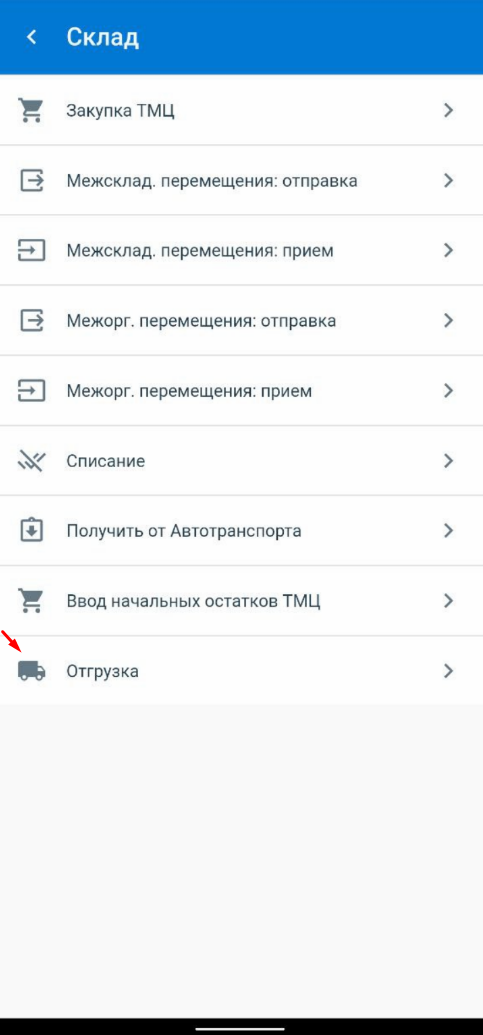 Склад
Закупка ТМЦ
Межсклад. перемещения: отправка
Межсклад. перемещения: прием
Межорг. перемещения: отправка
Межорг. перемещения: прием
Списание
Получить от Автотранспорта
Ввод начальных остатков ТМЦ
Отгрузка